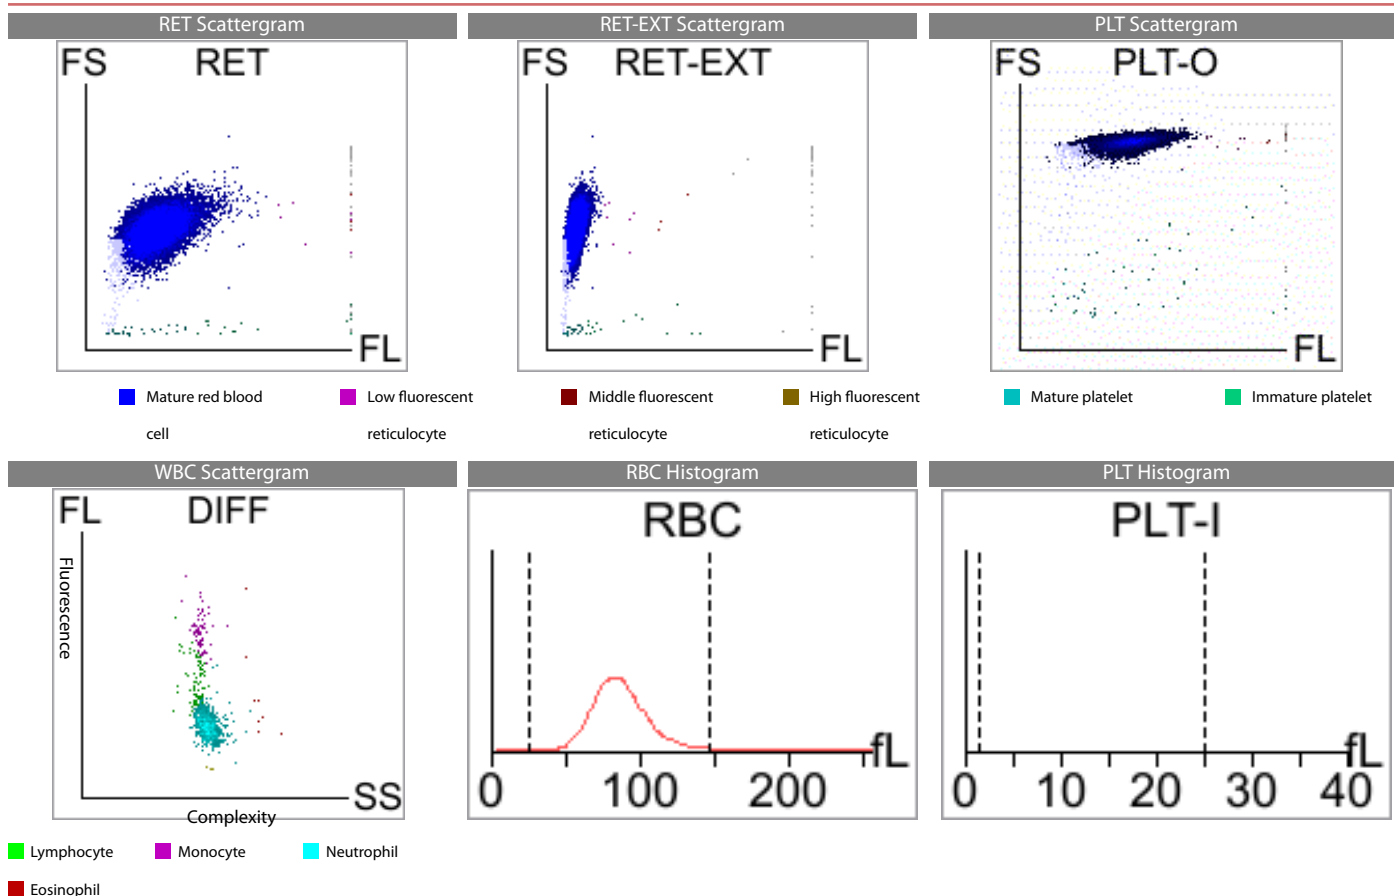 RET Scattergram
RET-EXT Scattergram
PLT Scattergram
FS RET
FL
FS RET-EXT
FL
FS PLT-O
FL
Mature red blood
cell
Low fluorescent
reticulocyte
Middle fluorescent
reticulocyte
High fluorescent
reticulocyte
Mature platelet
Immature platelet
WBC Scattergram
RBC Histogram
PLT Histogram
FL DIFF
Fluorescence
SS
Complexity
RBC
fL
0 100 200
PLT-I
fL
0 10 20 30 40
Lymphocyte
Monocyte
Neutrophil
Eosinophil